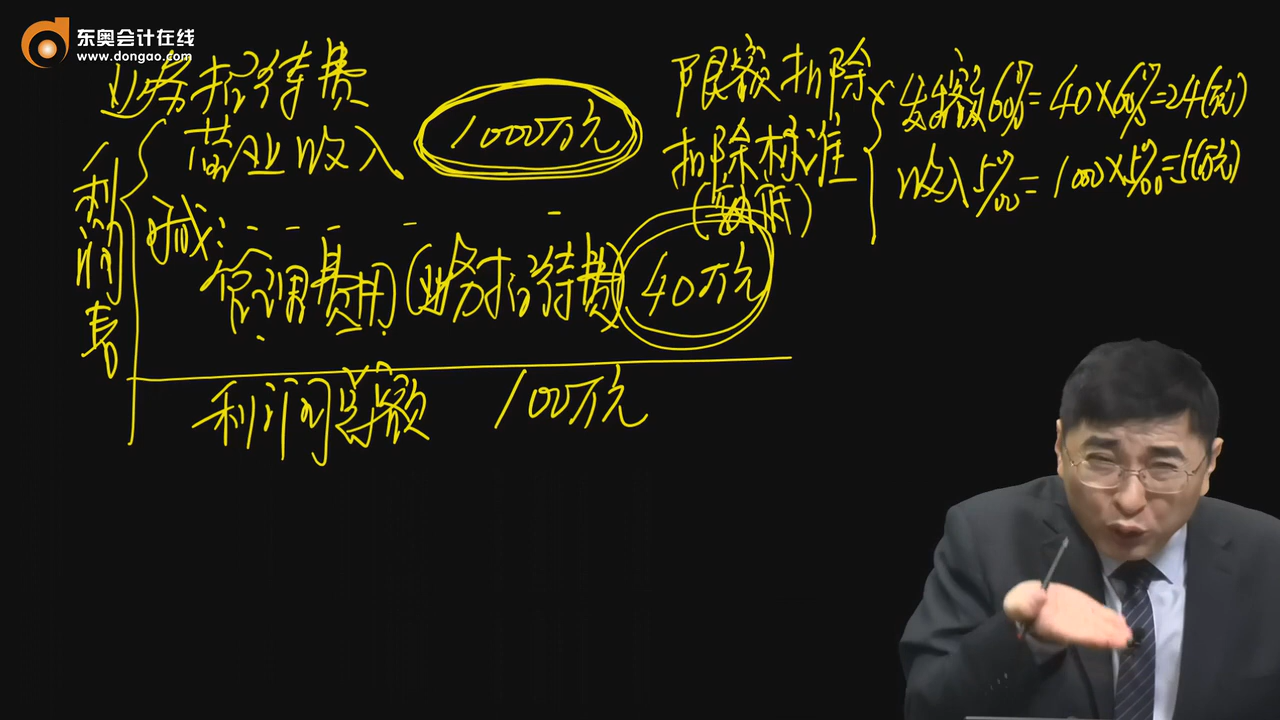 东奥会计在线
www.dongao.com
业务招待费
利润表
营业收入 1000万元
减:
管理费用(业务招待费) 40万元
利润总额 100万元
限额扣除
扣除标准
(较低)
发生额60%=40×60%=24(万元)
收入5‰=1000×5‰=5(万元)